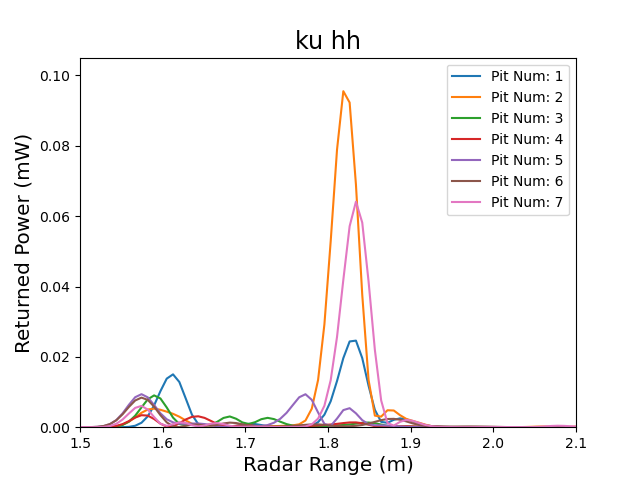 ku hh
Returned Power (mW)
0.10
0.08
0.06
0.04
0.02
0.00
1.5 1.6 1.7 1.8 1.9 2.0 2.1
Radar Range (m)
Pit Num: 1
Pit Num: 2
Pit Num: 3
Pit Num: 4
Pit Num: 5
Pit Num: 6
Pit Num: 7